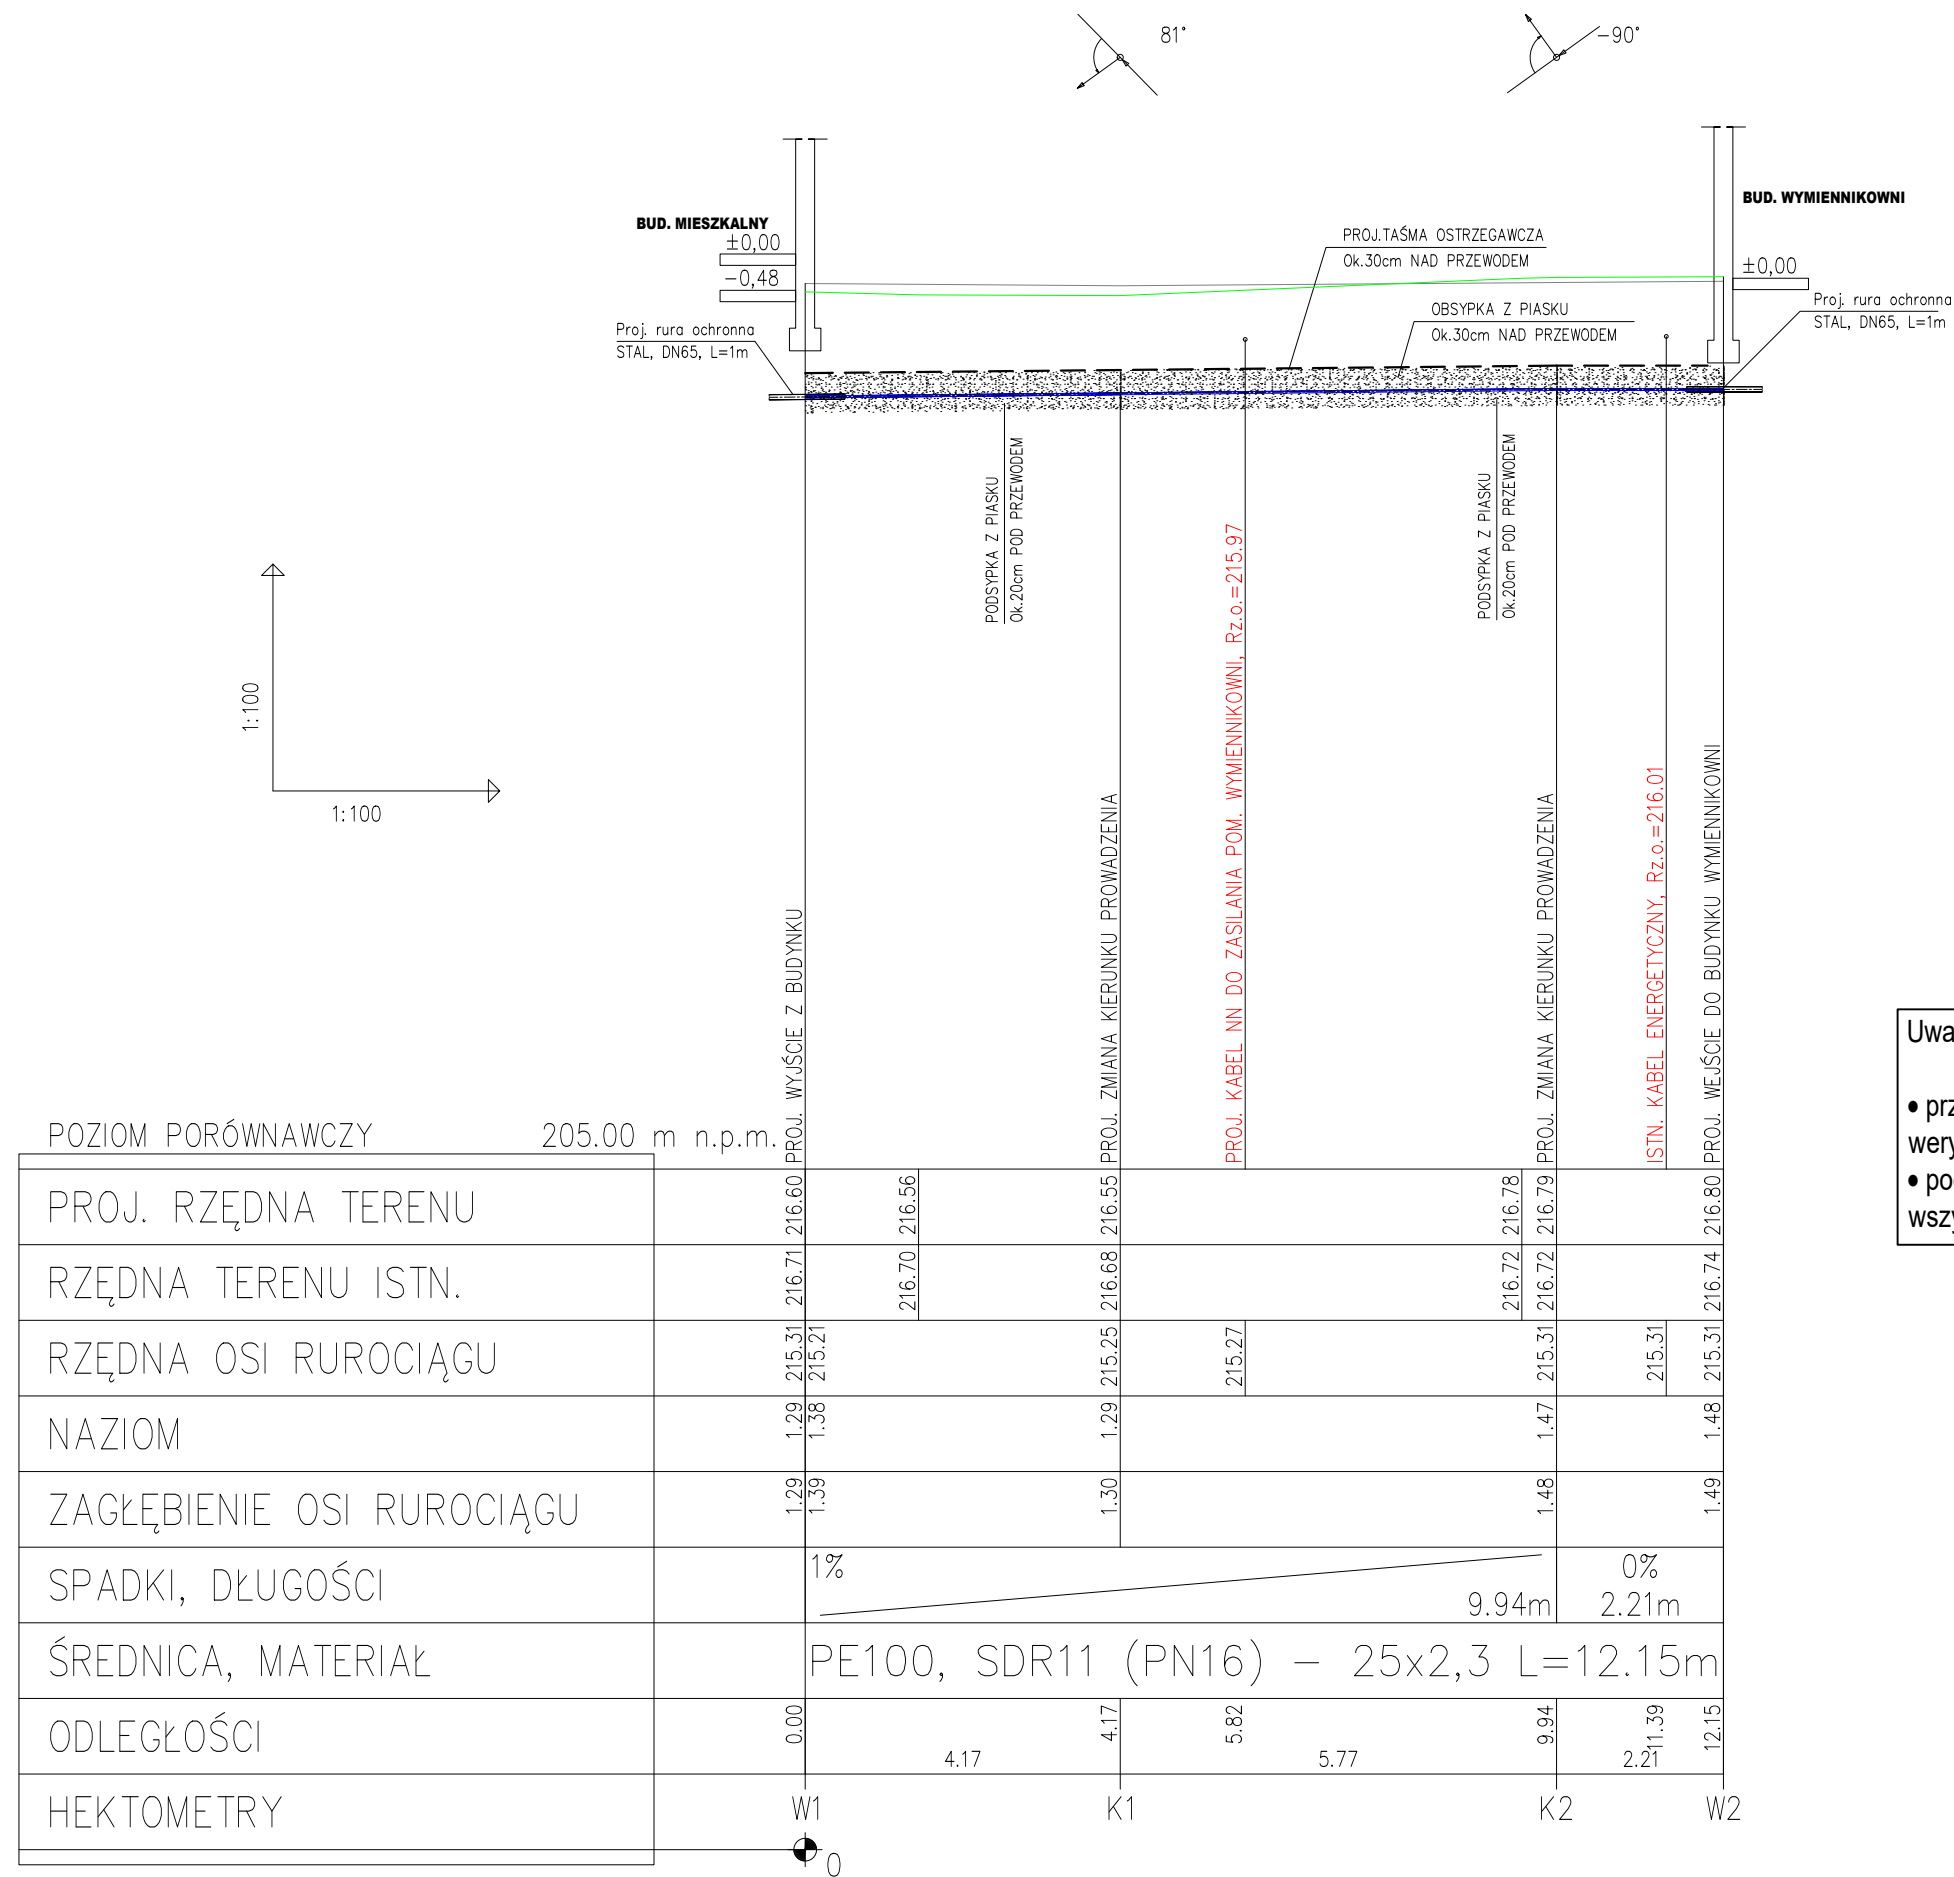 81°
-90°
BUD. MIESZKALNY
±0,00
-0,48
BUD. WYMIENNIKOWNI
±0,00
PROJ.TAŚMA OSTRZEGAWCZA
Ok.30cm NAD PRZEWODEM
OBSYPKA Z PIASKU
Ok.30cm NAD PRZEWODEM
Proj. rura ochronna
STAL, DN65, L=1m
Proj. rura ochronna
STAL, DN65, L=1m
PODSYPKA Z PIASKU
Ok.20cm POD PRZEWODEM
PODSYPKA Z PIASKU
Ok.20cm POD PRZEWODEM
1:100
1:100
PROJ. WYJŚCIE Z BUDYNKU
PROJ. ZMIANA KIERUNKU PROWADZENIA
PROJ. KABEL NN DO ZASILANIA POM. WYMIENNIKOWNI, Rz.o.=215.97
PROJ. ZMIANA KIERUNKU PROWADZENIA
ISTN. KABEL ENERGETYCZNY, Rz.o.=216.01
PROJ. WEJŚCIE DO BUDYNKU WYMIENNIKOWNI
Uwa
• prz
wery
• po
wszy
POZIOM PORÓWNAWCZY 205.00 m n.p.m.
PROJ. RZĘDNA TERENU 216.60 216.56 216.55 216.78 216.79 216.80
RZĘDNA TERENU ISTN. 216.71 216.70 216.68 216.72 216.72 216.74
RZĘDNA OSI RUROCIĄGU 215.31 215.21 215.25 215.27 215.31 215.31 215.31
NAZIOM 1.29 1.38 1.29 1.47 1.48
ZAGŁĘBIENIE OSI RUROCIĄGU 1.29 1.39 1.30 1.48 1.49
SPADKI, DŁUGOŚCI 1% 9.94m 0% 2.21m
ŚREDNICA, MATERIAŁ PE100, SDR11 (PN16) - 25x2,3 L=12.15m
ODLEGŁOŚCI 0.00 4.17 4.17 5.82 5.77 9.94 2.21 11.39 12.15
HEKTOMETRY W1 K1 K2 W2
0